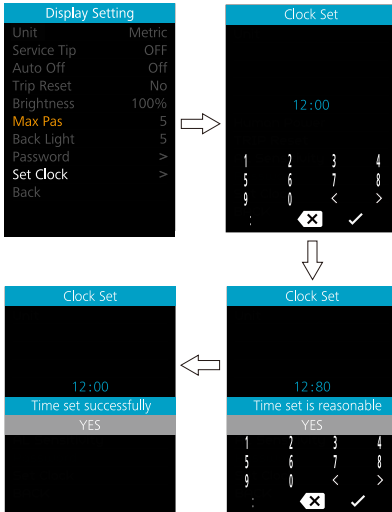 Display Setting
Unit Metric
Service Tip OFF
Auto Off Off
Trip Reset No
Brightness 100%
Max Pas 5
Back Light 5
Password >
Set Clock >
Back
Clock Set
12:00
1 2 3 4
5 6 7 8
9 0 < >
:
Clock Set
12:00
Time set successfully
YES
Clock Set
12:80
Time set is reasonable
YES
1 2 3 4
5 6 7 8
9 0 < >
: